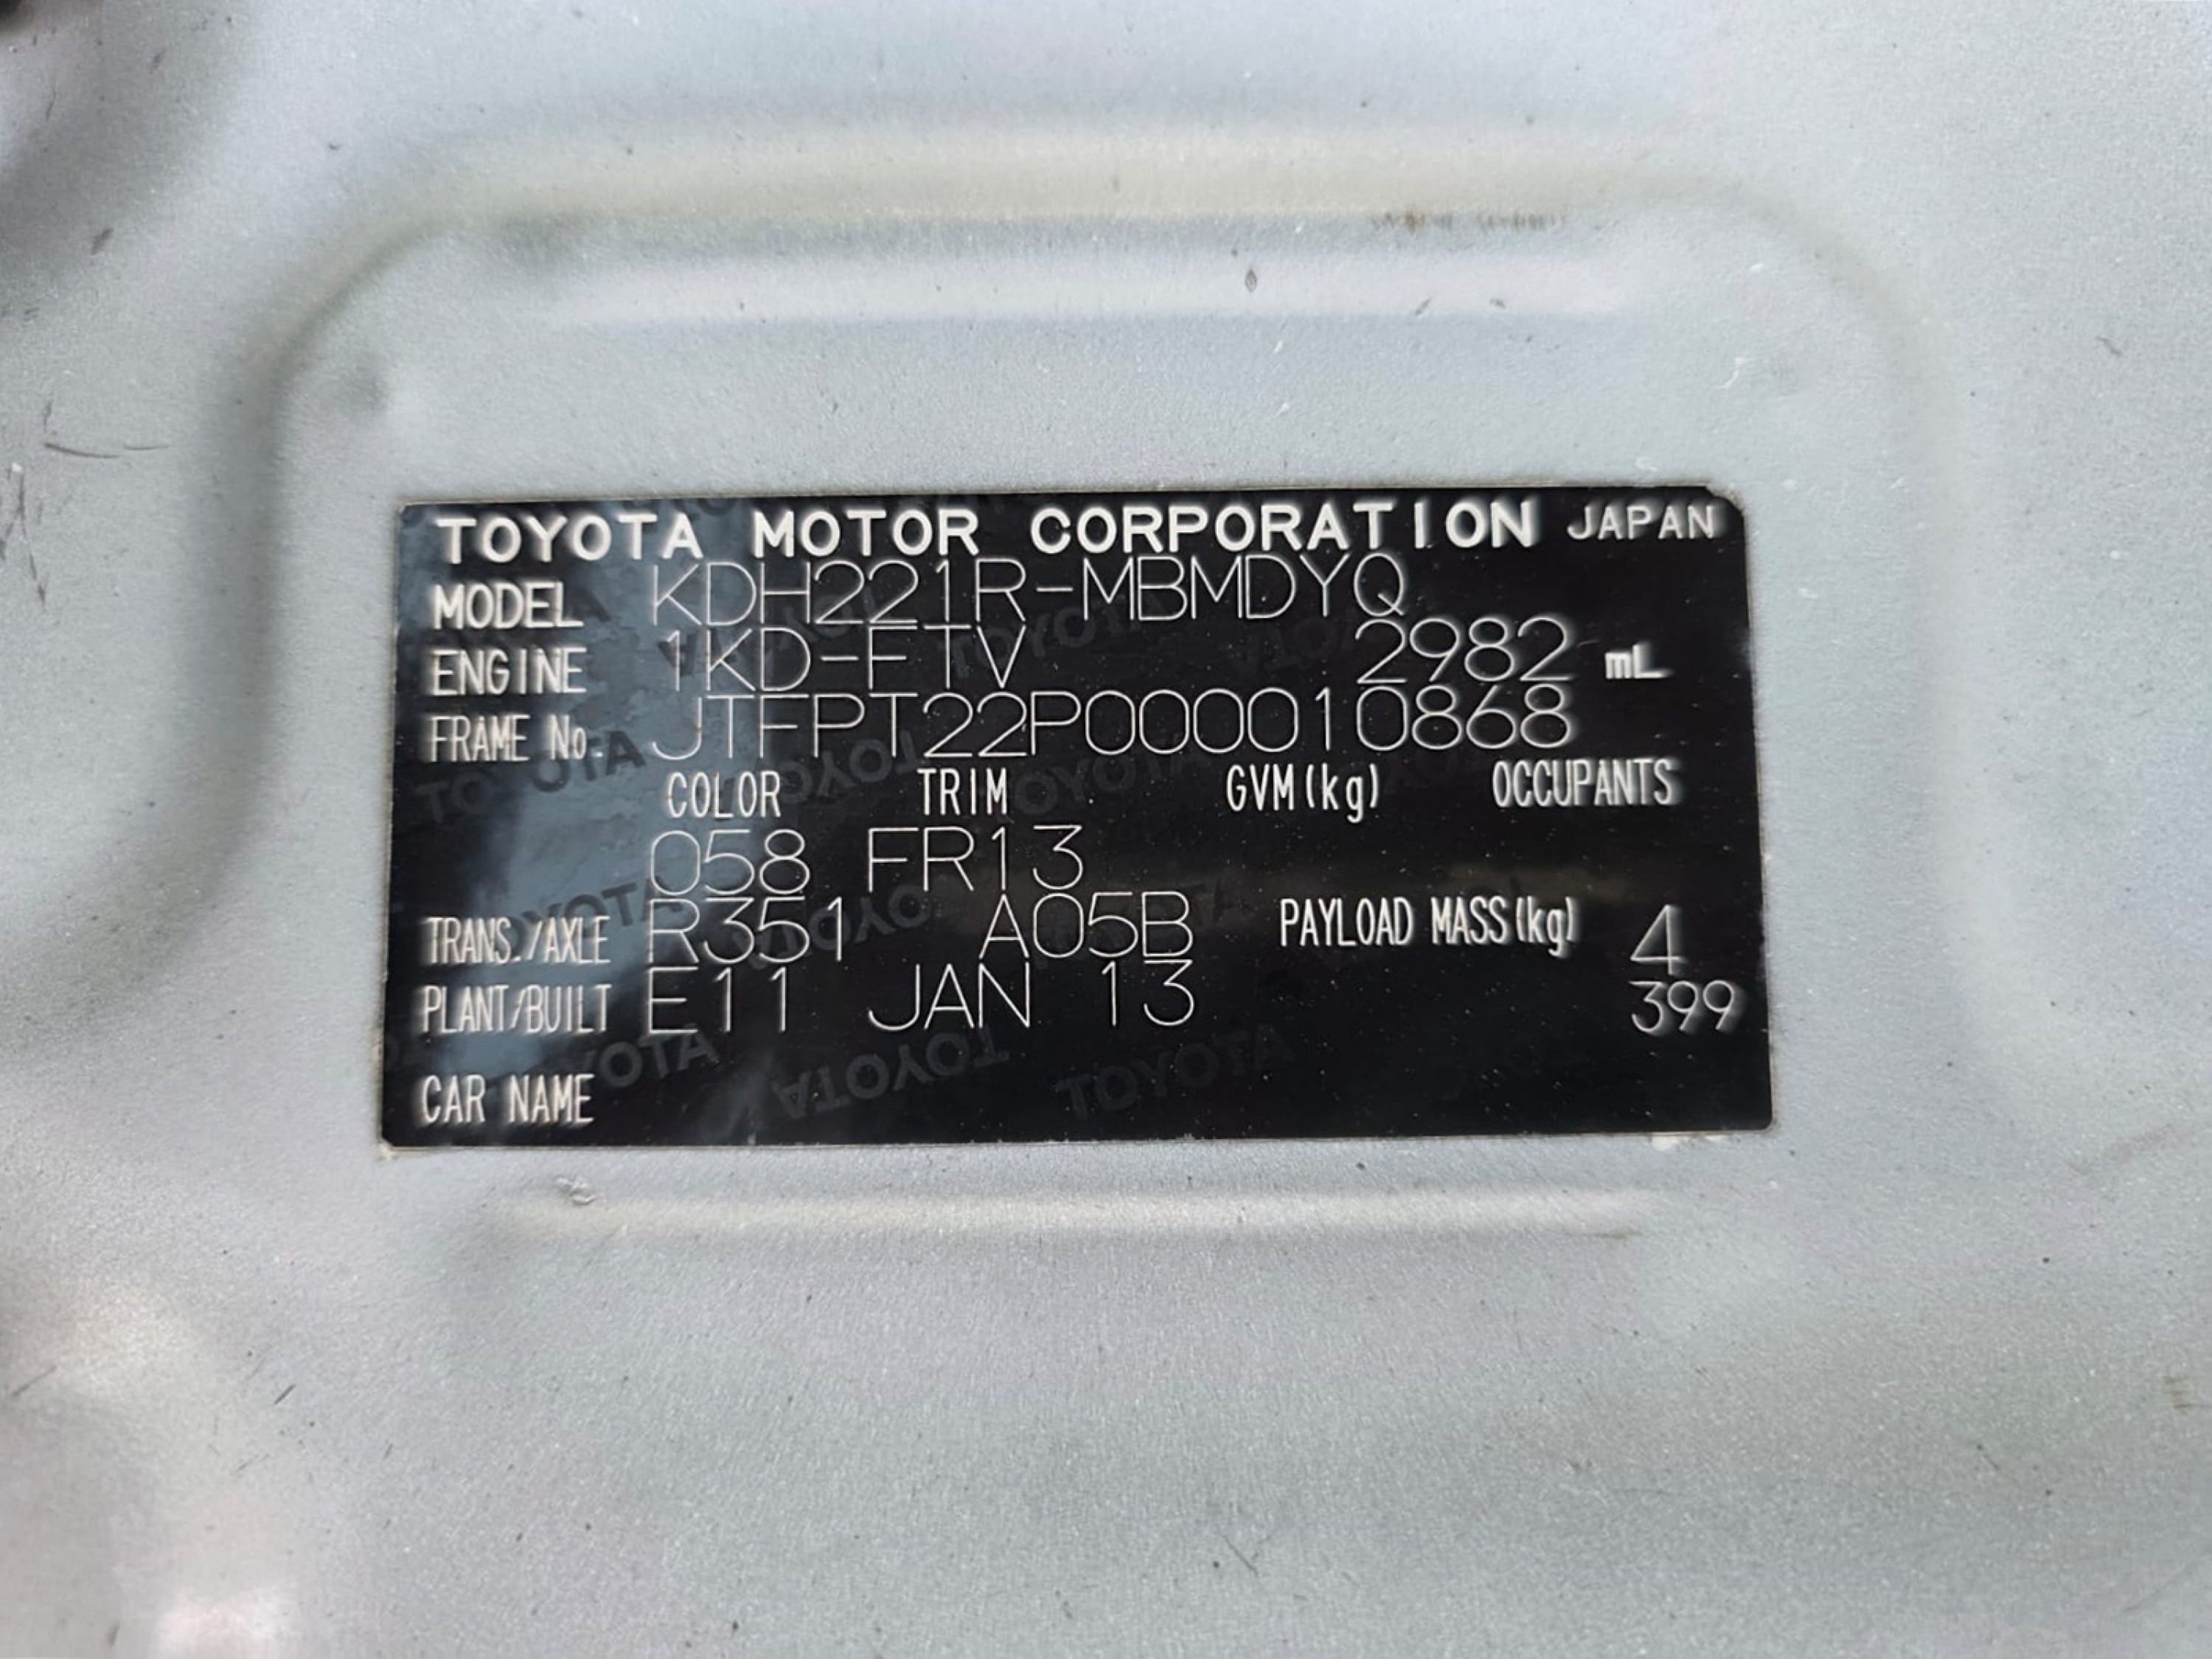 TOYOTA MOTOR CORPORATION JAPAN
MODEL KDH221R-MBMDYQ
ENGINE 1KD-FTV 2982 mL
FRAME No. JTFPT22P000010868
COLOR TRIM GVM(kg) OCCUPANTS
058 FR13
TRANS./AXLE R351 A05B PAYLOAD MASS(kg) 4
PLANT/BUILT E11 JAN 13 399
CAR NAME